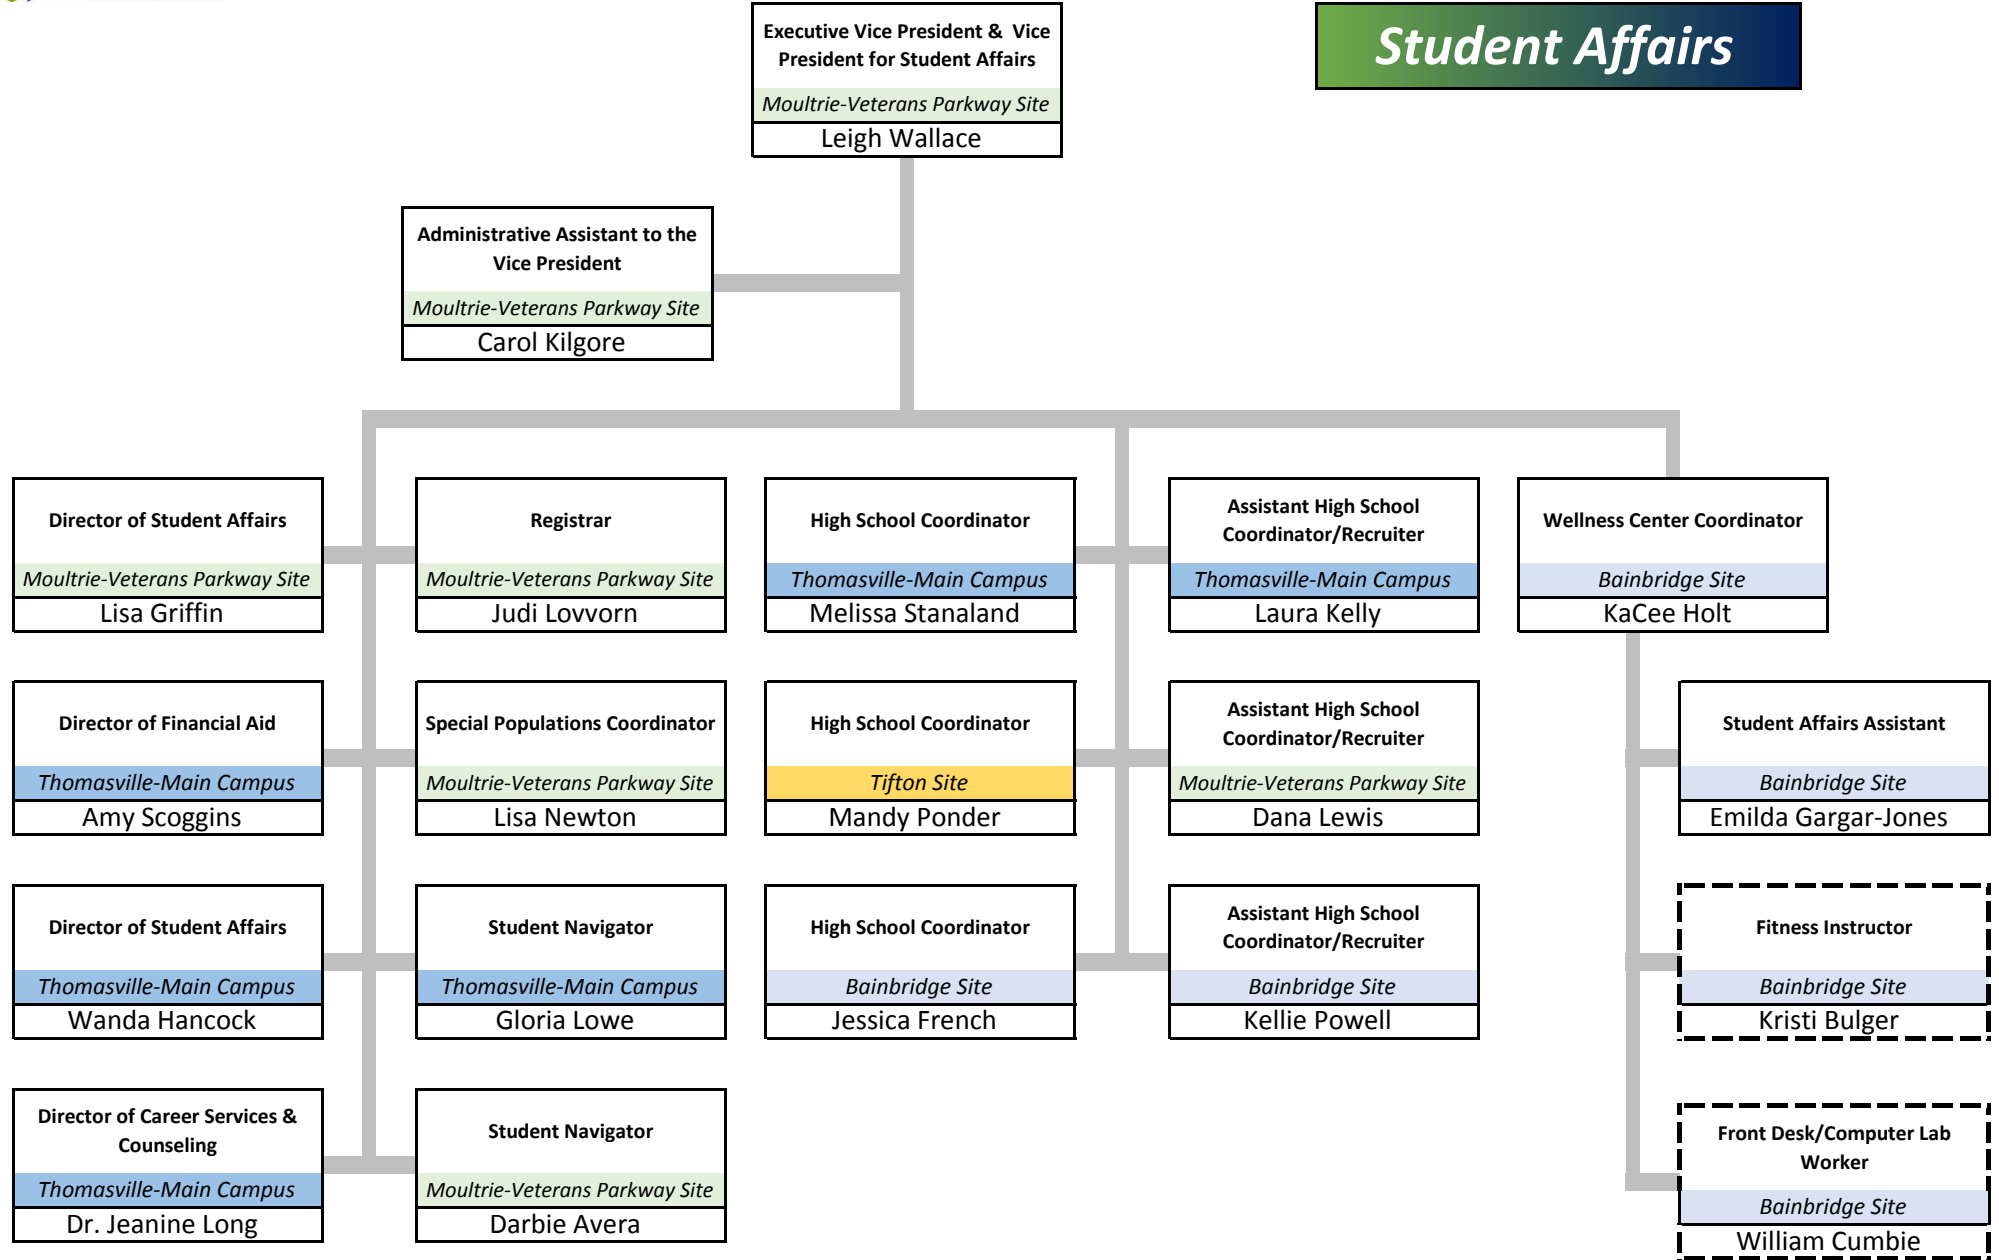 Executive Vice President & Vice
President for Student Affairs
Moultrie-Veterans Parkway Site
Leigh Wallace
Student Affairs
Administrative Assistant to the
Vice President
Moultrie-Veterans Parkway Site
Carol Kilgore
Director of Student Affairs
Moultrie-Veterans Parkway Site
Lisa Griffin
Registrar
Moultrie-Veterans Parkway Site
Judi Lovvorn
High School Coordinator
Thomasville-Main Campus
Melissa Stanaland
Assistant High School
Coordinator/Recruiter
Thomasville-Main Campus
Laura Kelly
Wellness Center Coordinator
Bainbridge Site
KaCee Holt
Director of Financial Aid
Thomasville-Main Campus
Amy Scoggins
Special Populations Coordinator
Moultrie-Veterans Parkway Site
Lisa Newton
High School Coordinator
Tifton Site
Mandy Ponder
Assistant High School
Coordinator/Recruiter
Moultrie-Veterans Parkway Site
Dana Lewis
Student Affairs Assistant
Bainbridge Site
Emilda Gargar-Jones
Director of Student Affairs
Thomasville-Main Campus
Wanda Hancock
Student Navigator
Thomasville-Main Campus
Gloria Lowe
High School Coordinator
Bainbridge Site
Jessica French
Assistant High School
Coordinator/Recruiter
Bainbridge Site
Kellie Powell
Fitness Instructor
Bainbridge Site
Kristi Bulger
Director of Career Services &
Counseling
Thomasville-Main Campus
Dr. Jeanine Long
Student Navigator
Moultrie-Veterans Parkway Site
Darbie Avera
Front Desk/Computer Lab
Worker
Bainbridge Site
William Cumbie